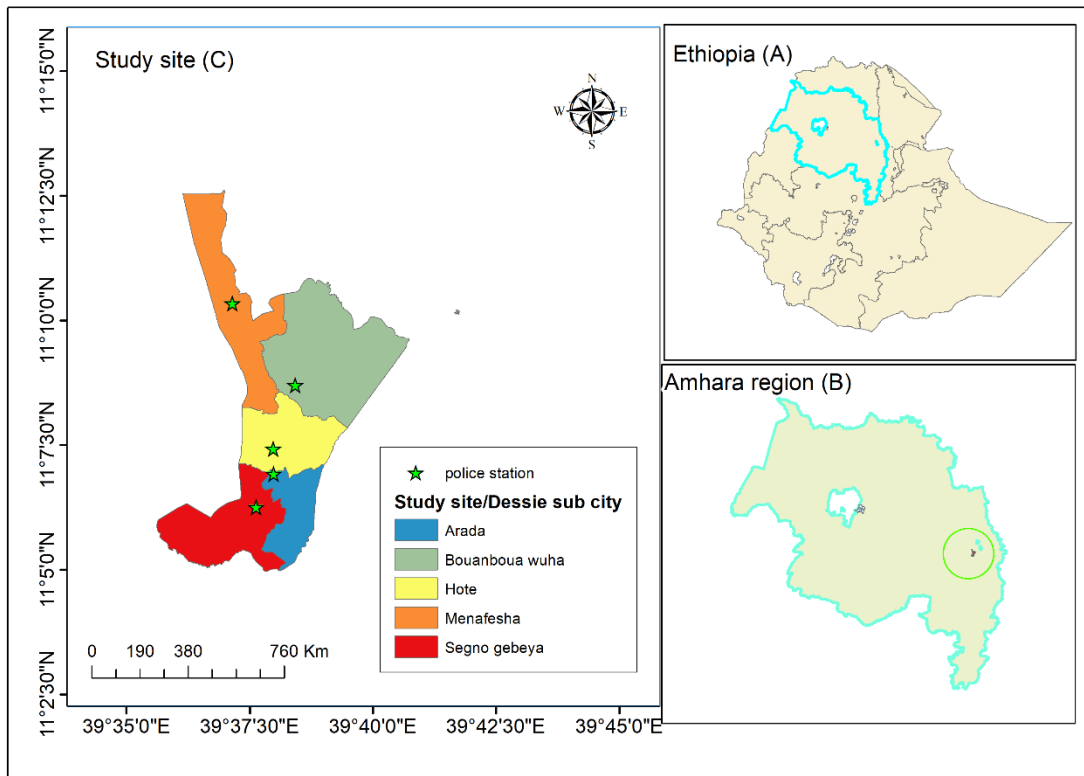 Study site (C)
N
W E
S
11°15'0"N
11°12'30"N
11°10'0"N
11°7'30"N
11°5'0"N
11°2'30"N
police station
Study site/Dessie sub city
Arada
Bouanboua wuha
Hote
Menafesha
Segno gebeya
0 190 380 760 Km
39°35'0"E 39°37'30"E 39°40'0"E 39°42'30"E 39°45'0"E
Ethiopia (A)
Amhara region (B)